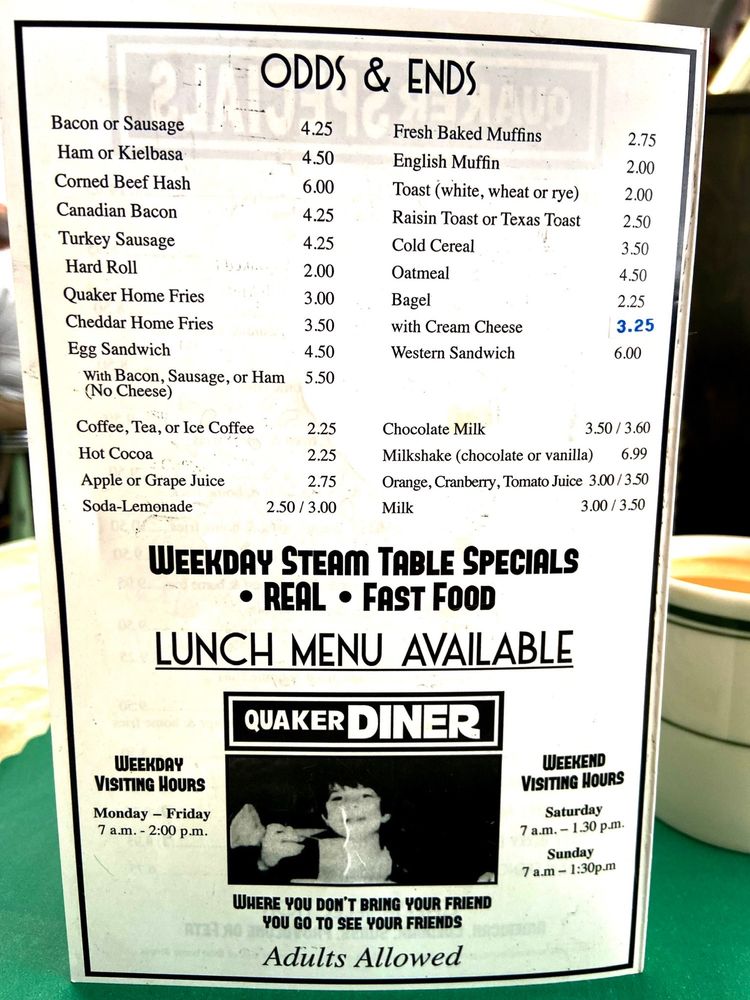 ODDS & ENDS
Bacon or Sausage 4.25
Ham or Kielbasa 4.50
Corned Beef Hash 6.00
Canadian Bacon 4.25
Turkey Sausage 4.25
Hard Roll 2.00
Quaker Home Fries 3.00
Cheddar Home Fries 3.50
Egg Sandwich 4.50
With Bacon, Sausage, or Ham 5.50
(No Cheese)
Fresh Baked Muffins 2.75
English Muffin 2.00
Toast (white, wheat or rye) 2.00
Raisin Toast or Texas Toast 2.50
Cold Cereal 3.50
Oatmeal 4.50
Bagel 2.25
with Cream Cheese 3.25
Western Sandwich 6.00
Coffee, Tea, or Ice Coffee 2.25
Hot Cocoa 2.25
Apple or Grape Juice 2.75
Soda-Lemonade 2.50 / 3.00
Chocolate Milk 3.50 / 3.60
Milkshake (chocolate or vanilla) 6.99
Orange, Cranberry, Tomato Juice 3.00 / 3.50
Milk 3.00 / 3.50
WEEKDAY STEAM TABLE SPECIALS
• REAL • FAST FOOD
LUNCH MENU AVAILABLE
QUAKER DINER
WEEKDAY
VISITING HOURS
Monday – Friday
7 a.m. - 2:00 p.m.
WEEKEND
VISITING HOURS
Saturday
7 a.m. – 1.30 p.m.
Sunday
7 a.m – 1:30p.m
WHERE YOU DON'T BRING YOUR FRIEND
YOU GO TO SEE YOUR FRIENDS
Adults Allowed